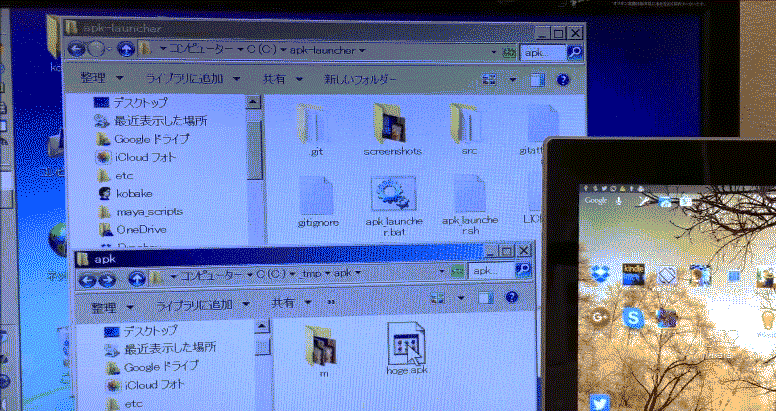 apk-launcher
コンピューター ▸ C (C:) ▸ apk-launcher ▸
apk
整理 ライブラリに追加 共有 新しいフォルダー
デスクトップ
最近表示した場所
Google ドライブ
iCloud フォト
etc
kobake
maya_scripts
OneDrive
git
screenshots
src
gitignore
apk launcher.bat
apk launcher.sh
apk
コンピューター ▸ C (C:) ▸ tmp ▸ apk ▸
apk...
整理 ライブラリに追加 共有 »
デスクトップ
最近表示した場所
Google ドライブ
iCloud フォト
etc
m
hoge apk
Google
kindle